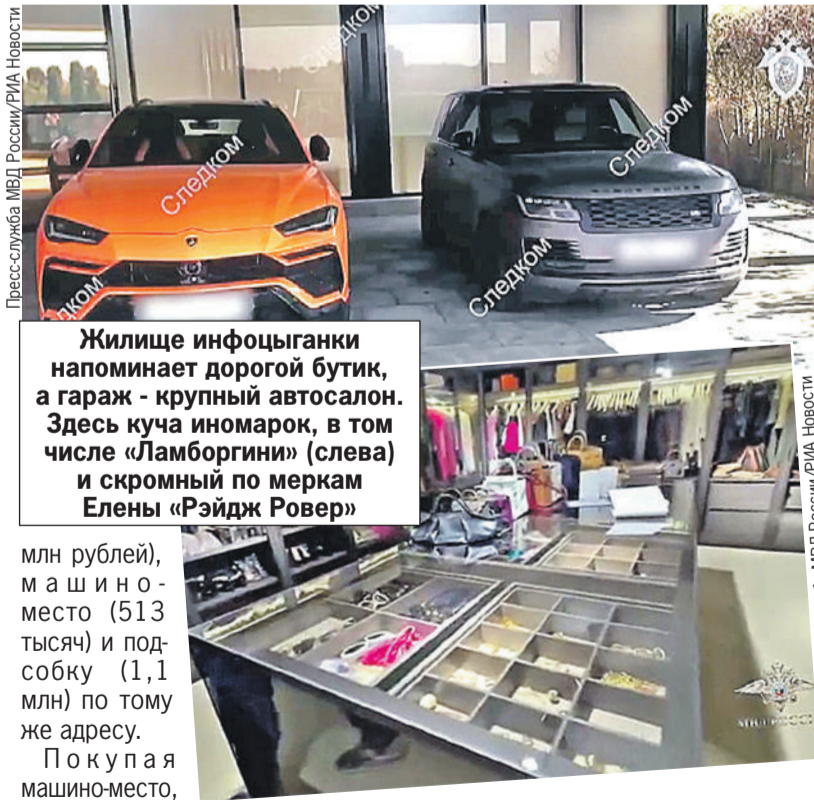 Пресс-служба МВД России/РИА Новости
Следком
Следком
Следком
Следком
Следком
Жилище инфоцыганки
напоминает дорогой бутик,
а гараж - крупный автосалон.
Здесь куча иномарок, в том
числе «Ламборгини» (слева)
и скромный по меркам
Елены «Рэйдж Ровер»
МВД России/РИА Новости
млн рублей),
машино-
место (513
тысяч) и под-
собку (1,1
млн) по тому
же адресу.
Покупая
машино-место,